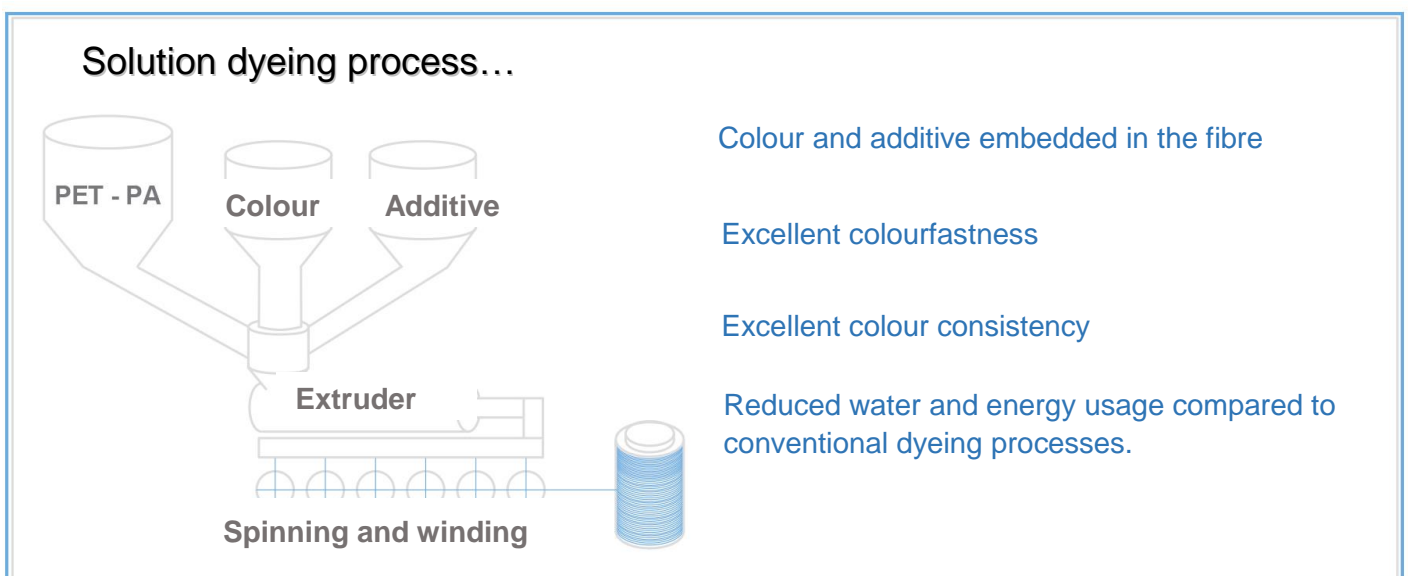 Solution dyeing process…
PET - PA
Colour
Additive
Extruder
Spinning and winding
Colour and additive embedded in the fibre
Excellent colourfastness
Excellent colour consistency
Reduced water and energy usage compared to
conventional dyeing processes.